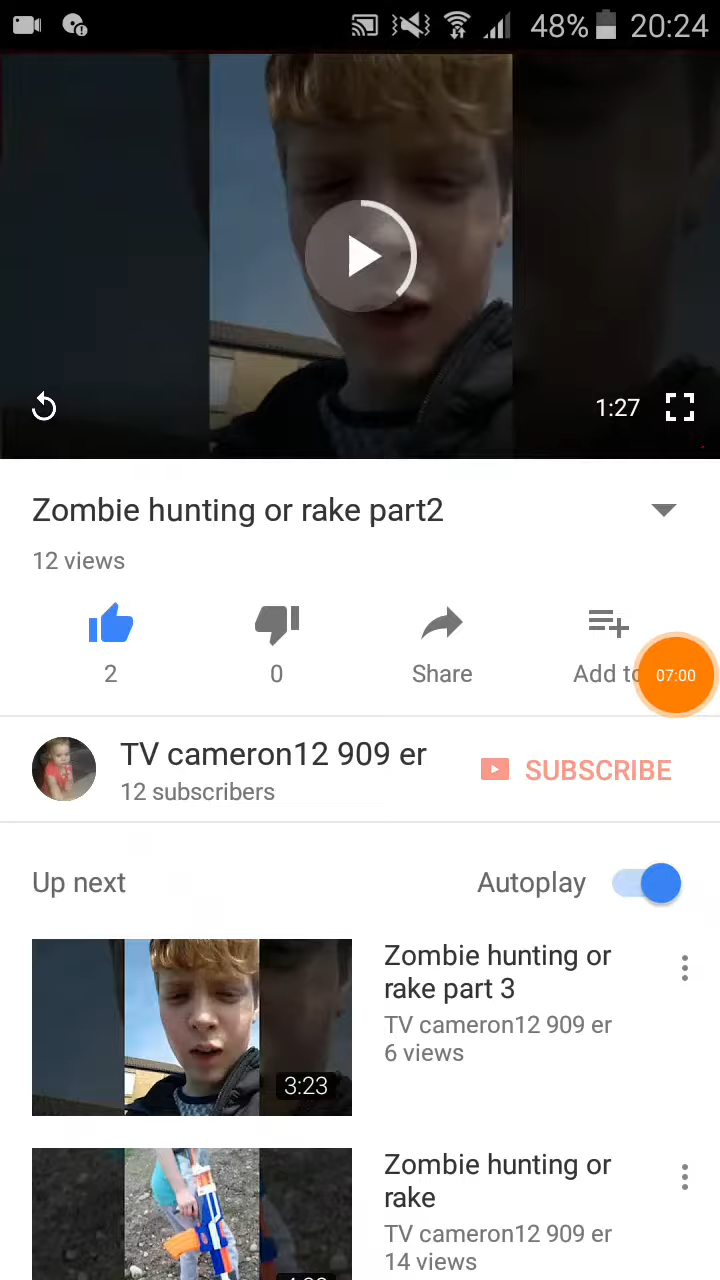 48% 20:24
1:27
Zombie hunting or rake part2
12 views
2 0 Share Add to
07:00
TV cameron12 909 er
12 subscribers
SUBSCRIBE
Up next Autoplay
Zombie hunting or
rake part 3
TV cameron12 909 er
6 views
3:23
Zombie hunting or
rake
TV cameron12 909 er
14 views